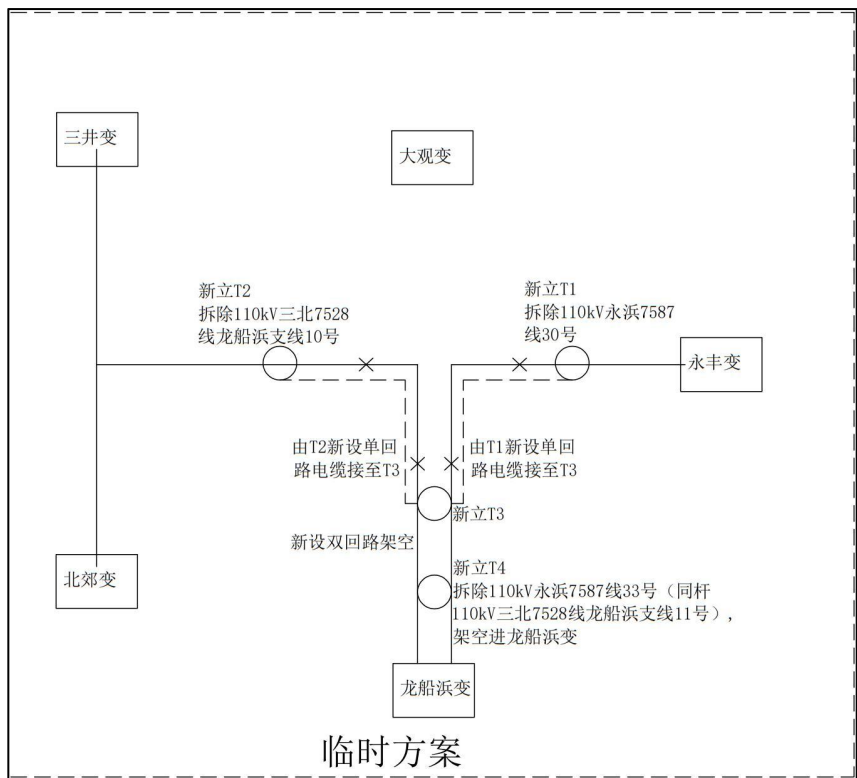 三井变
大观变
新立T2
拆除110kV三北7528
线龙船浜支线10号
新立T1
拆除110kV永浜7587
线30号
永丰变
由T2新设单回
路电缆接至T3
由T1新设单回
路电缆接至T3
新立T3
新设双回路架空
北郊变
新立T4
拆除110kV永浜7587线33号（同杆
110kV三北7528线龙船浜支线11号），
架空进龙船浜变
龙船浜变
临时方案